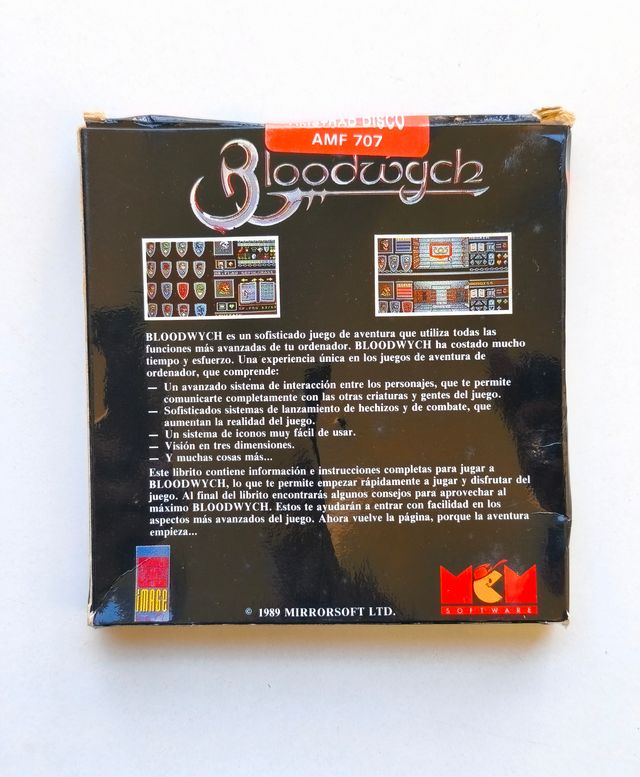 AMSTRAD DISCO
AMF 707
Bloodwych
BLOODWYCH es un sofisticado juego de aventura que utiliza todas las
funciones más avanzadas de tu ordenador. BLOODWYCH ha costado mucho
tiempo y esfuerzo. Una experiencia única en los juegos de aventura de
ordenador, que comprende:
— Un avanzado sistema de interacción entre los personajes, que te permite
comunicarte completamente con las otras criaturas y gentes del juego.
— Sofisticados sistemas de lanzamiento de hechizos y de combate, que
aumentan la realidad del juego.
— Un sistema de iconos muy fácil de usar.
— Visión en tres dimensiones.
— Y muchas cosas más...
Este librito contiene información e instrucciones completas para jugar a
BLOODWYCH, lo que te permite empezar rápidamente a jugar y disfrutar del
juego. Al final del librito encontrarás algunos consejos para aprovechar al
máximo BLOODWYCH. Estos te ayudarán a entrar con facilidad en los
aspectos más avanzados del juego. Ahora vuelve la página, porque la aventura
empieza...
IMAGE
© 1989 MIRRORSOFT LTD.
MCM
SOFTWARE